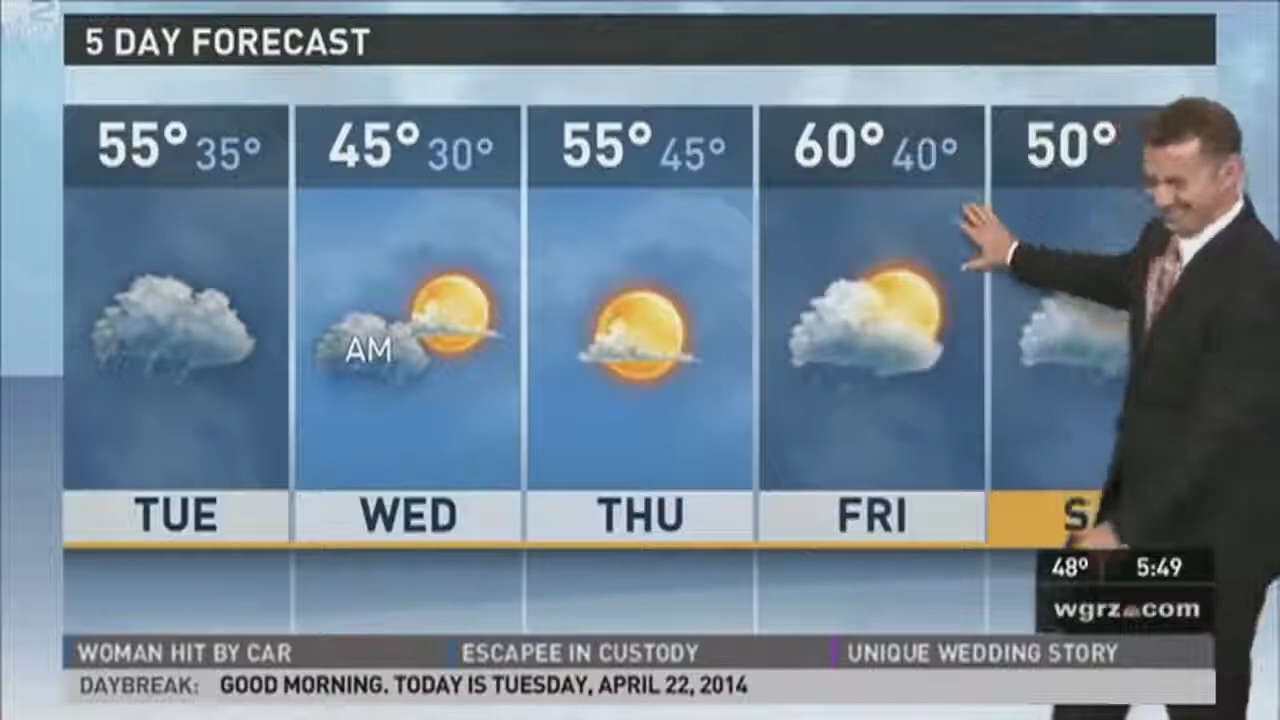 5 DAY FORECAST
55° 35° 45° 30° 55° 45° 60° 40° 50°
AM
TUE WED THU FRI
48° 5:49
wgrz.com
WOMAN HIT BY CAR ESCAPEE IN CUSTODY UNIQUE WEDDING STORY
DAYBREAK: GOOD MORNING. TODAY IS TUESDAY, APRIL 22, 2014